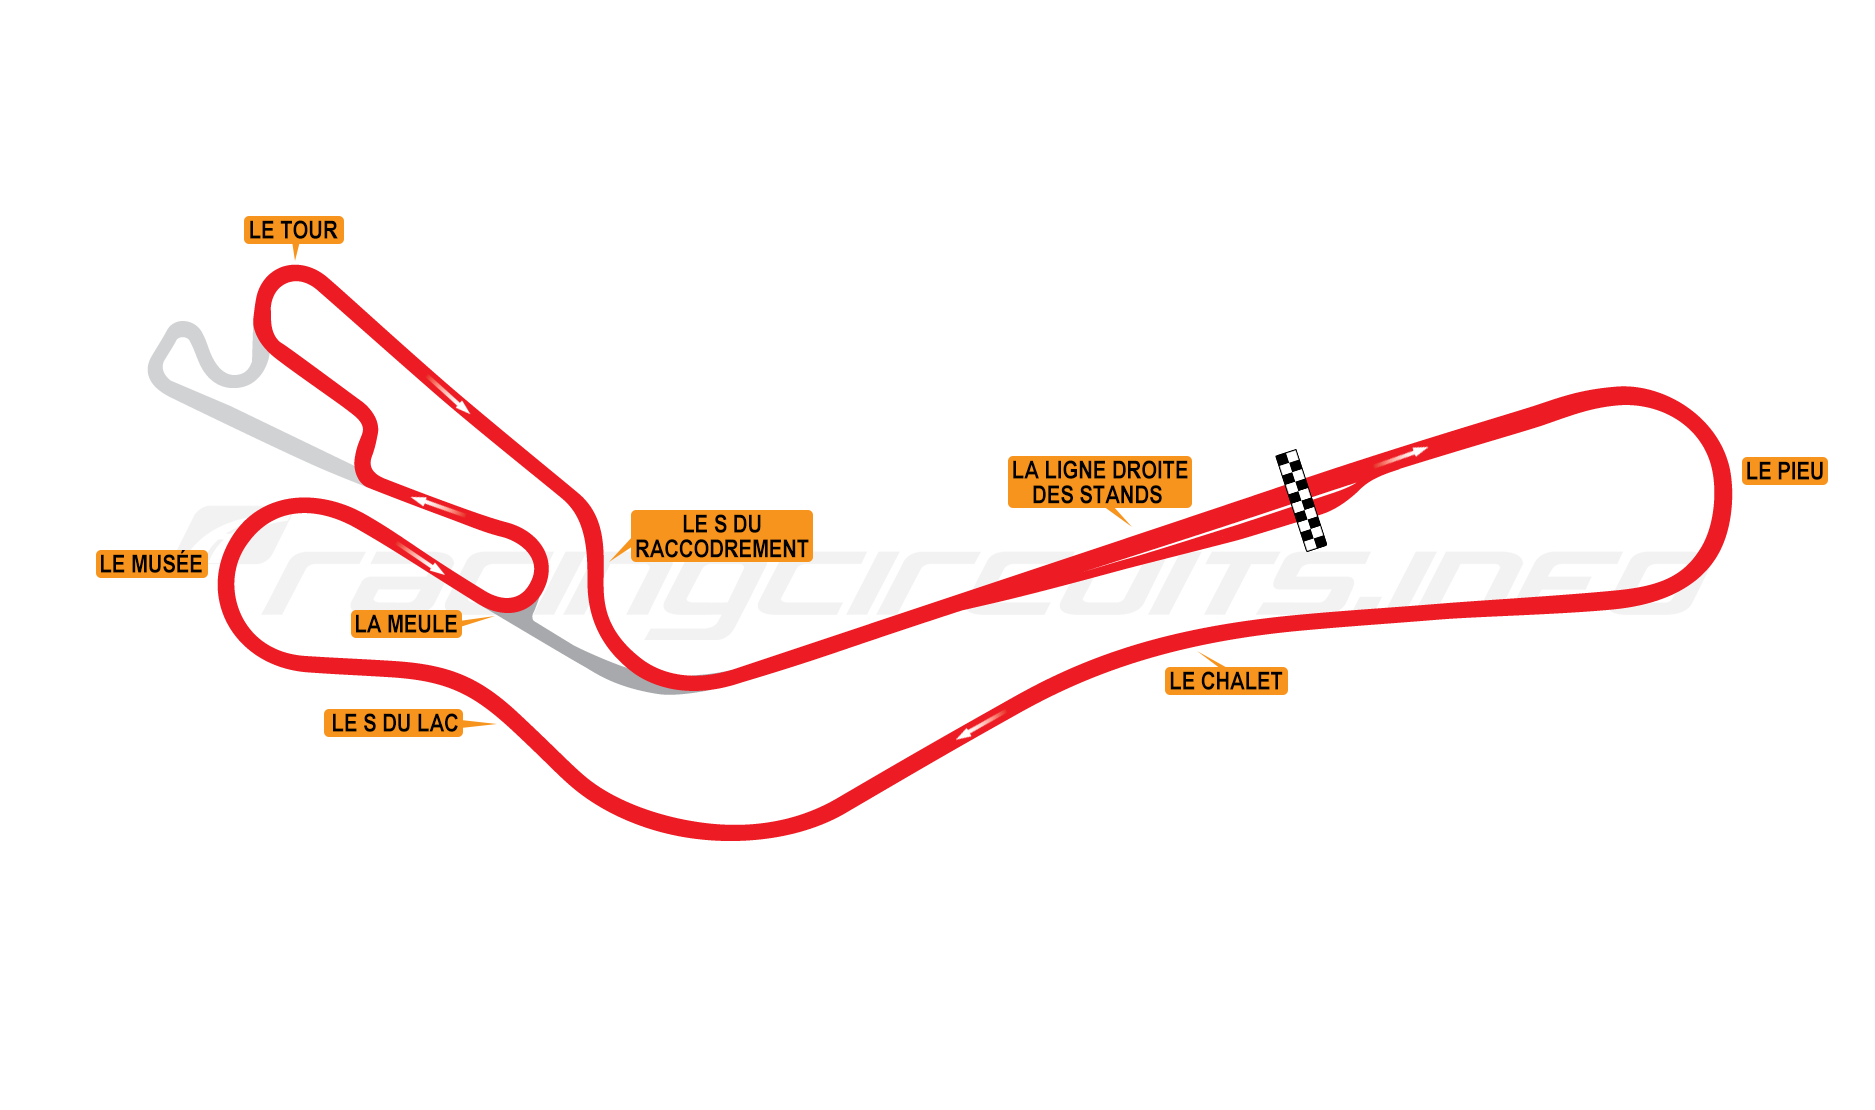 LE TOUR
LA LIGNE DROITE
DES STANDS
LE PIEU
LE S DU
RACCODREMENT
LE MUSÉE
LA MEULE
LE CHALET
LE S DU LAC
racingcircuits.info